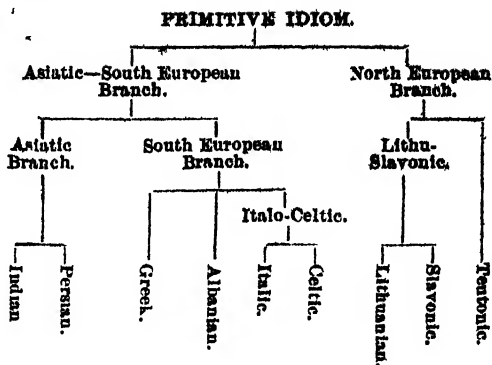 PRIMITIVE IDIOM.
Asiatic—South European
Branch.
North European
Branch.
Asiatic
Branch.
South European
Branch.
Lithu-
Slavonic.
Italo-Celtic.
Indian
Persian.
Greek.
Albanian.
Italic.
Celtic.
Lithuanian.
Slavonic.
Teutonic.